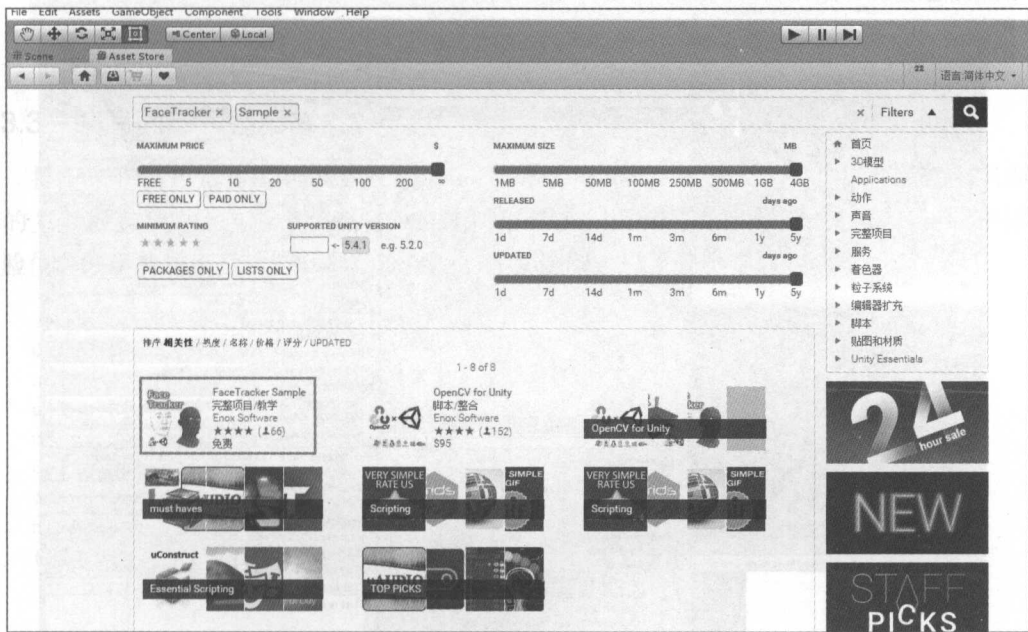 File Edit Assets GameObject Component Tools Window Help
Center Local
Scene Asset Store
22 语言:简体中文
FaceTracker × Sample × × Filters
MAXIMUM PRICE $
FREE 5 10 20 50 100 200 ∞
FREE ONLY PAID ONLY
MINIMUM RATING SUPPORTED UNITY VERSION
<- 5.4.1 e.g. 5.2.0
PACKAGES ONLY LISTS ONLY
MAXIMUM SIZE MB
1MB 5MB 50MB 100MB 250MB 500MB 1GB 4GB
RELEASED days ago
1d 7d 14d 1m 3m 6m 1y 5y
UPDATED days ago
1d 7d 14d 1m 3m 6m 1y 5y
排序 相关性 / 热度 / 名称 / 价格 / 评分 / UPDATED
1 - 8 of 8
Face Tracker
FaceTracker Sample
完整项目/教学
Enox Software
★★★★ (66)
免费
OpenCV
OpenCV for Unity
脚本/整合
Enox Software
★★★★ (152)
$95
OpenCV for Unity
must haves
VERY SIMPLE RATE US
SIMPLE GIF
Scripting
VERY SIMPLE RATE US
SIMPLE GIF
Scripting
uConstruct
Essential Scripting
TOP PICKS
首页
3D模型
Applications
动作
声音
完整项目
服务
着色器
粒子系统
编辑器扩充
脚本
贴图和材质
Unity Essentials
24
hour sale
NEW
STAFF
PICKS